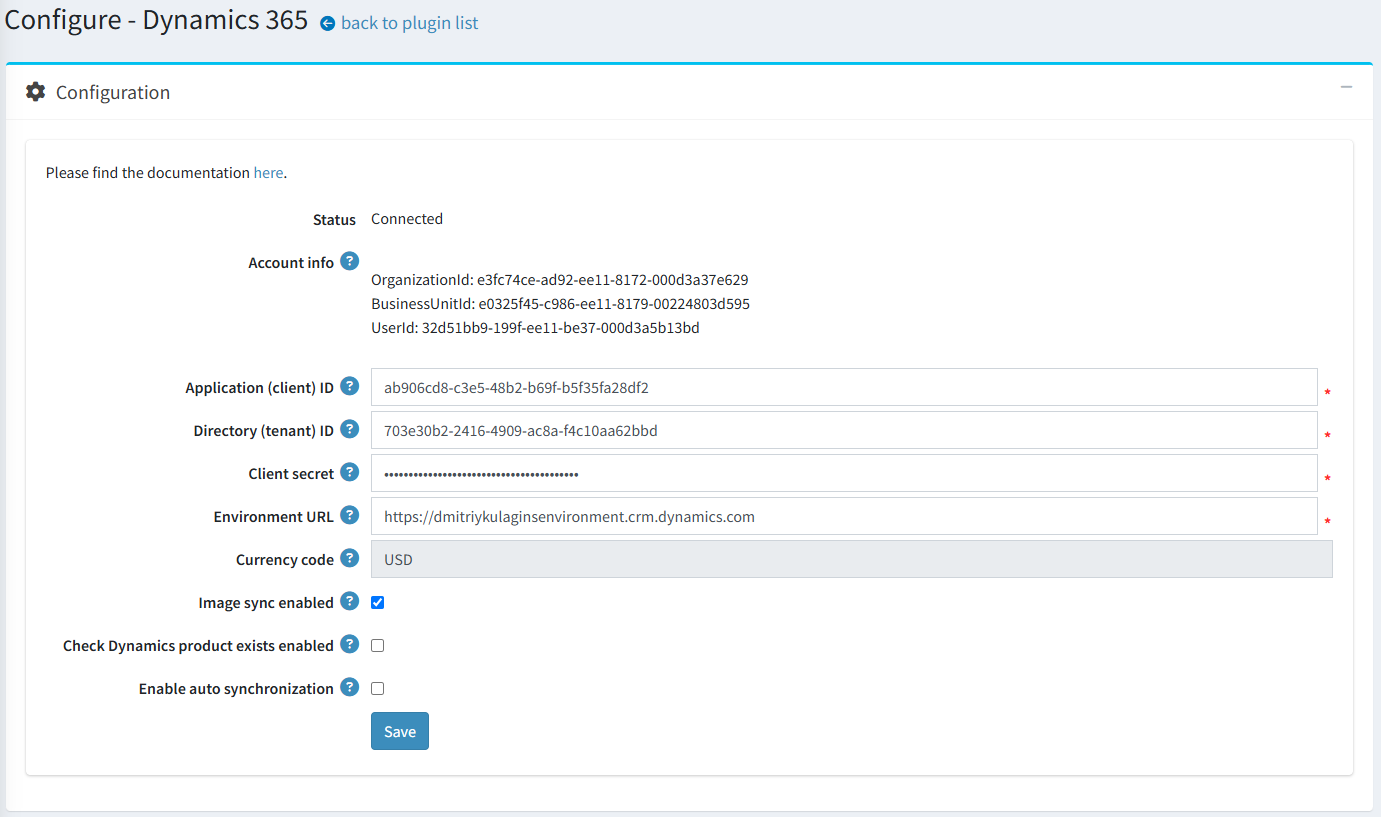 Configure - Dynamics 365 back to plugin list
Configuration
Please find the documentation here.
Status Connected
Account info ?
OrganizationId: e3fc74ce-ad92-ee11-8172-000d3a37e629
BusinessUnitId: e0325f45-c986-ee11-8179-00224803d595
UserId: 32d51bb9-199f-ee11-be37-000d3a5b13bd
Application (client) ID ? ab906cd8-c3e5-48b2-b69f-b5f35fa28df2 *
Directory (tenant) ID ? 703e30b2-2416-4909-ac8a-f4c10aa62bbd *
Client secret ? •••••••••••••••••••••••••••••••••••••••• *
Environment URL ? https://dmitriykulaginsenvironment.crm.dynamics.com *
Currency code ? USD
Image sync enabled ?
Check Dynamics product exists enabled ?
Enable auto synchronization ?
Save